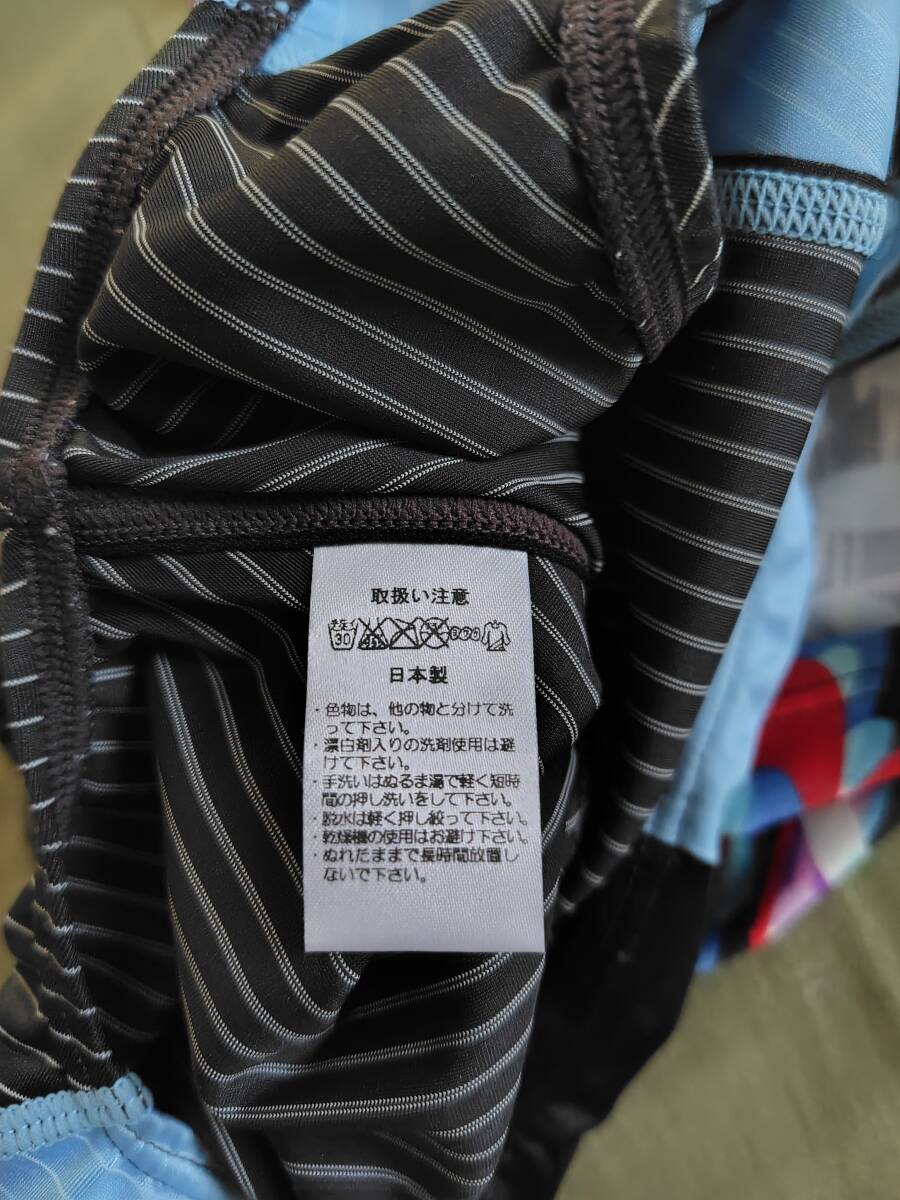 取扱い注意
手洗イ
30
日本製
・色物は、他の物と分けて洗
って下さい。
・漂白剤入りの洗剤使用は避
けて下さい。
・手洗いはぬるま湯で軽く短時
間の押し洗いをして下さい。
・脱水は軽く押し絞って下さい。
・乾燥機の使用はお避け下さい。
・ぬれたままで長時間放置し
ないで下さい。